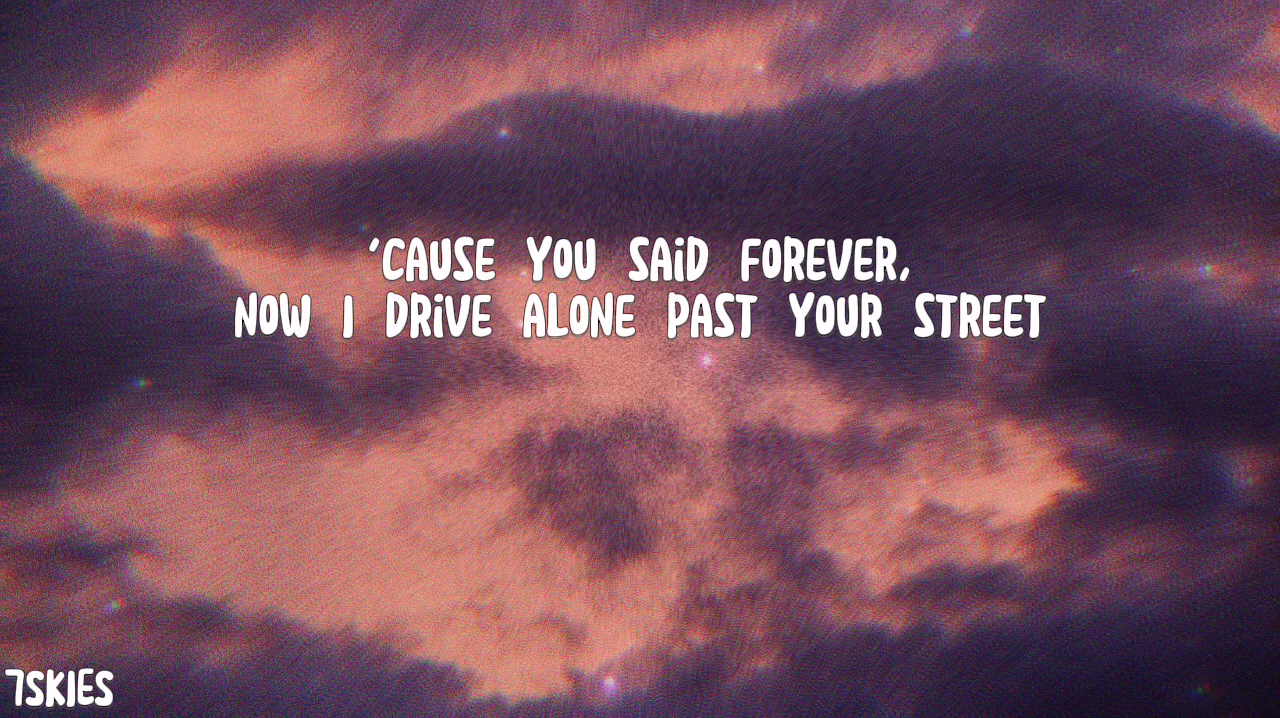 'CAUSE YOU SAID FOREVER,
NOW I DRIVE ALONE PAST YOUR STREET
7SKIES